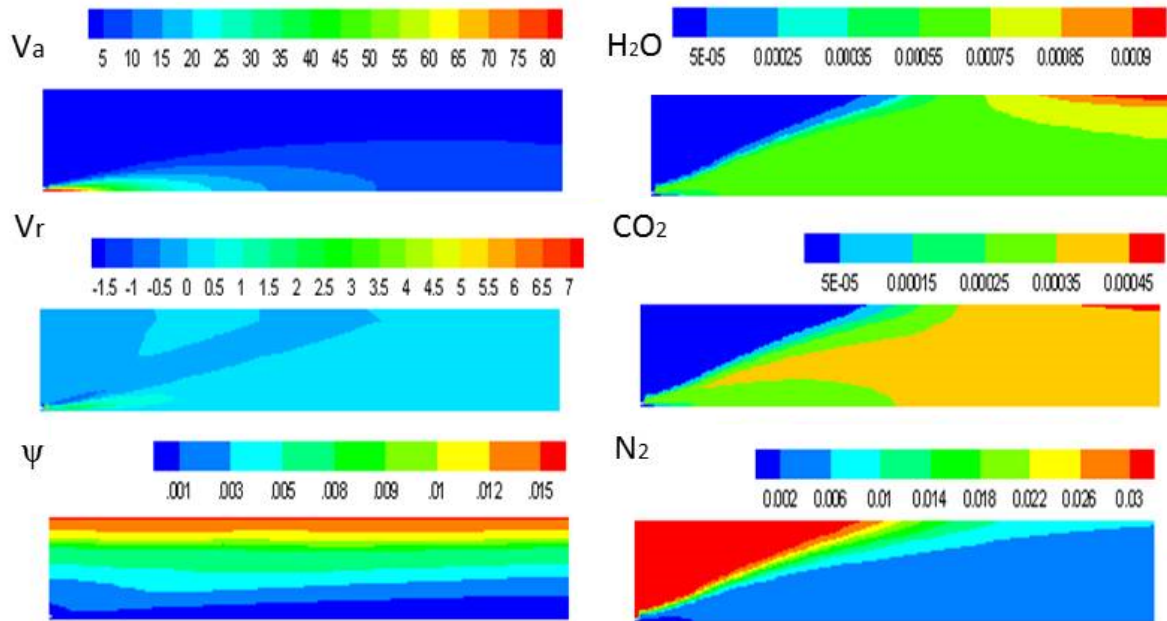 Va
5 10 15 20 25 30 35 40 45 50 55 60 65 70 75 80
H2O
5E-05 0.00025 0.00035 0.00055 0.00075 0.00085 0.0009
Vr
-1.5 -1 -0.5 0 0.5 1 1.5 2 2.5 3 3.5 4 4.5 5 5.5 6 6.5 7
CO2
5E-05 0.00015 0.00025 0.00035 0.00045
ψ
.001 .003 .005 .008 .009 .01 .012 .015
N2
0.002 0.006 0.01 0.014 0.018 0.022 0.026 0.03